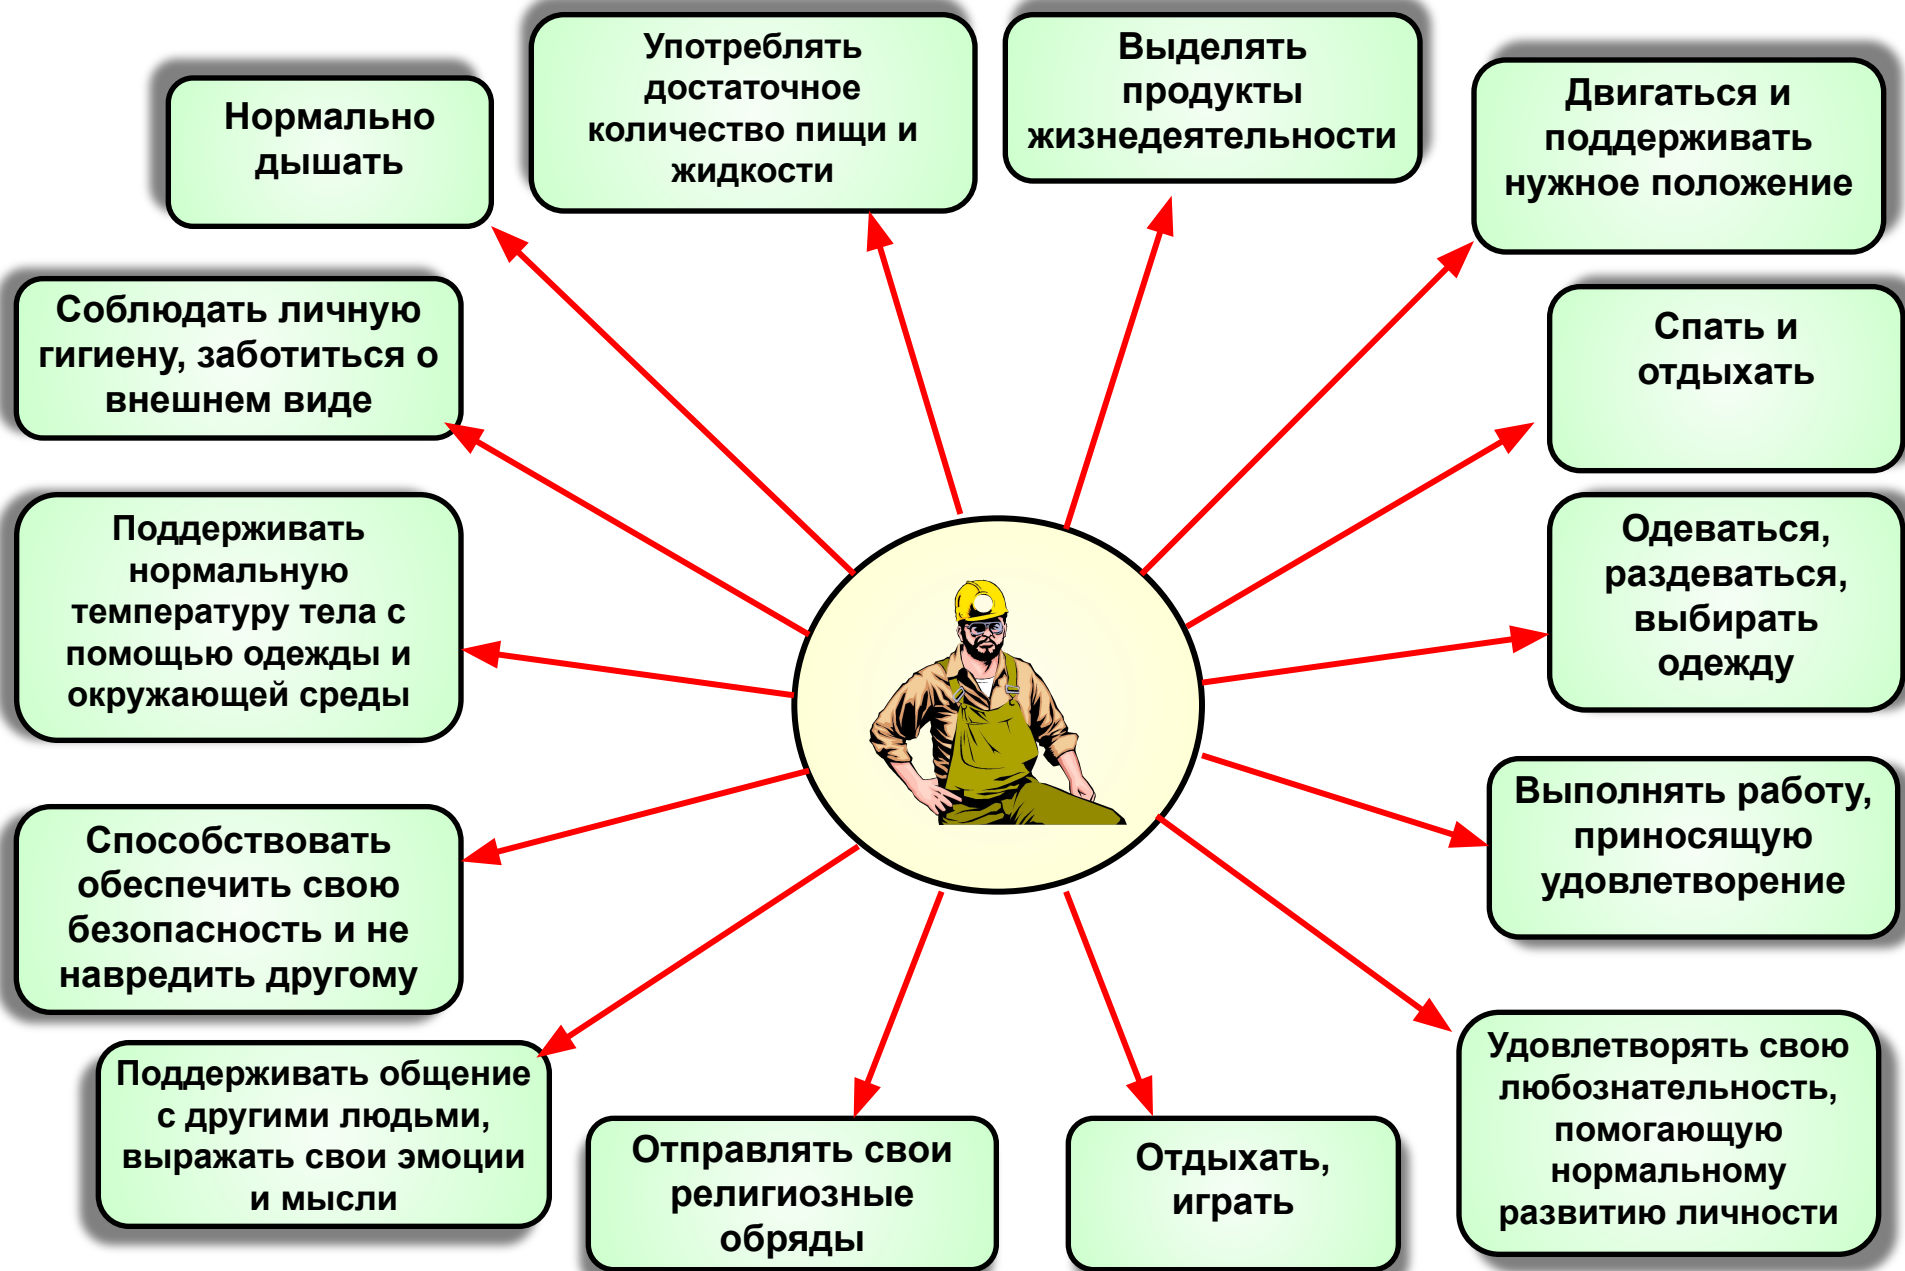 Нормально
дышать
Употреблять
достаточное
количество пищи и
жидкости
Выделять
продукты
жизнедеятельности
Двигаться и
поддерживать
нужное положение
Соблюдать личную
гигиену, заботиться о
внешнем виде
Спать и
отдыхать
Поддерживать
нормальную
температуру тела с
помощью одежды и
окружающей среды
Одеваться,
раздеваться,
выбирать
одежду
Способствовать
обеспечить свою
безопасность и не
навредить другому
Выполнять работу,
приносящую
удовлетворение
Поддерживать общение
с другими людьми,
выражать свои эмоции
и мысли
Отправлять свои
религиозные
обряды
Отдыхать,
играть
Удовлетворять свою
любознательность,
помогающую
нормальному
развитию личности